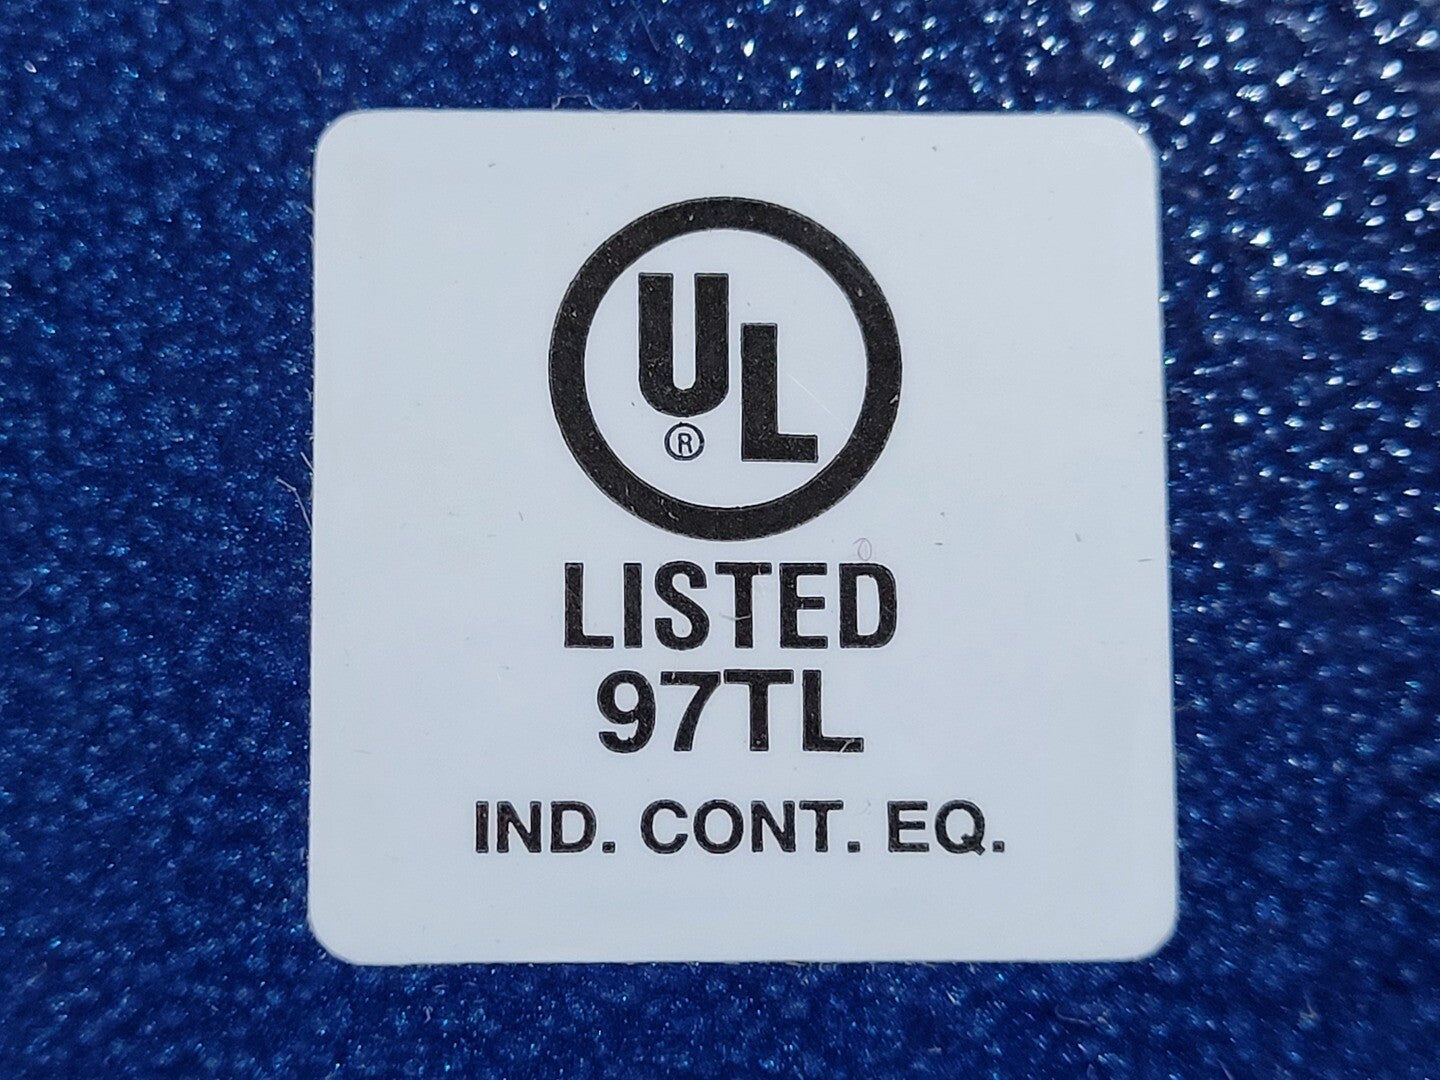 UL
®
LISTED
97TL
IND. CONT. EQ.